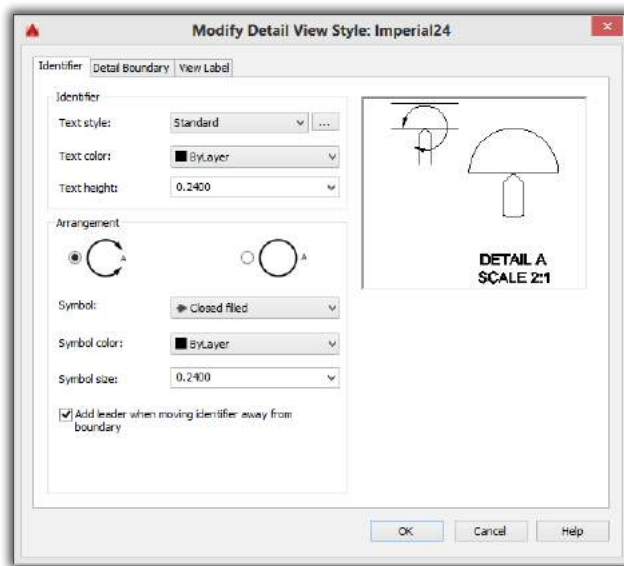 Modify Detail View Style: Imperial24
Identifier Detail Boundary View Label
Identifier
Text style: Standard ...
Text color: ByLayer
Text height: 0.2400
Arrangement
A A
Symbol: Closed filled
Symbol color: ByLayer
Symbol size: 0.2400
Add leader when moving identifier away from
boundary
DETAIL A
SCALE 2:1
OK Cancel Help